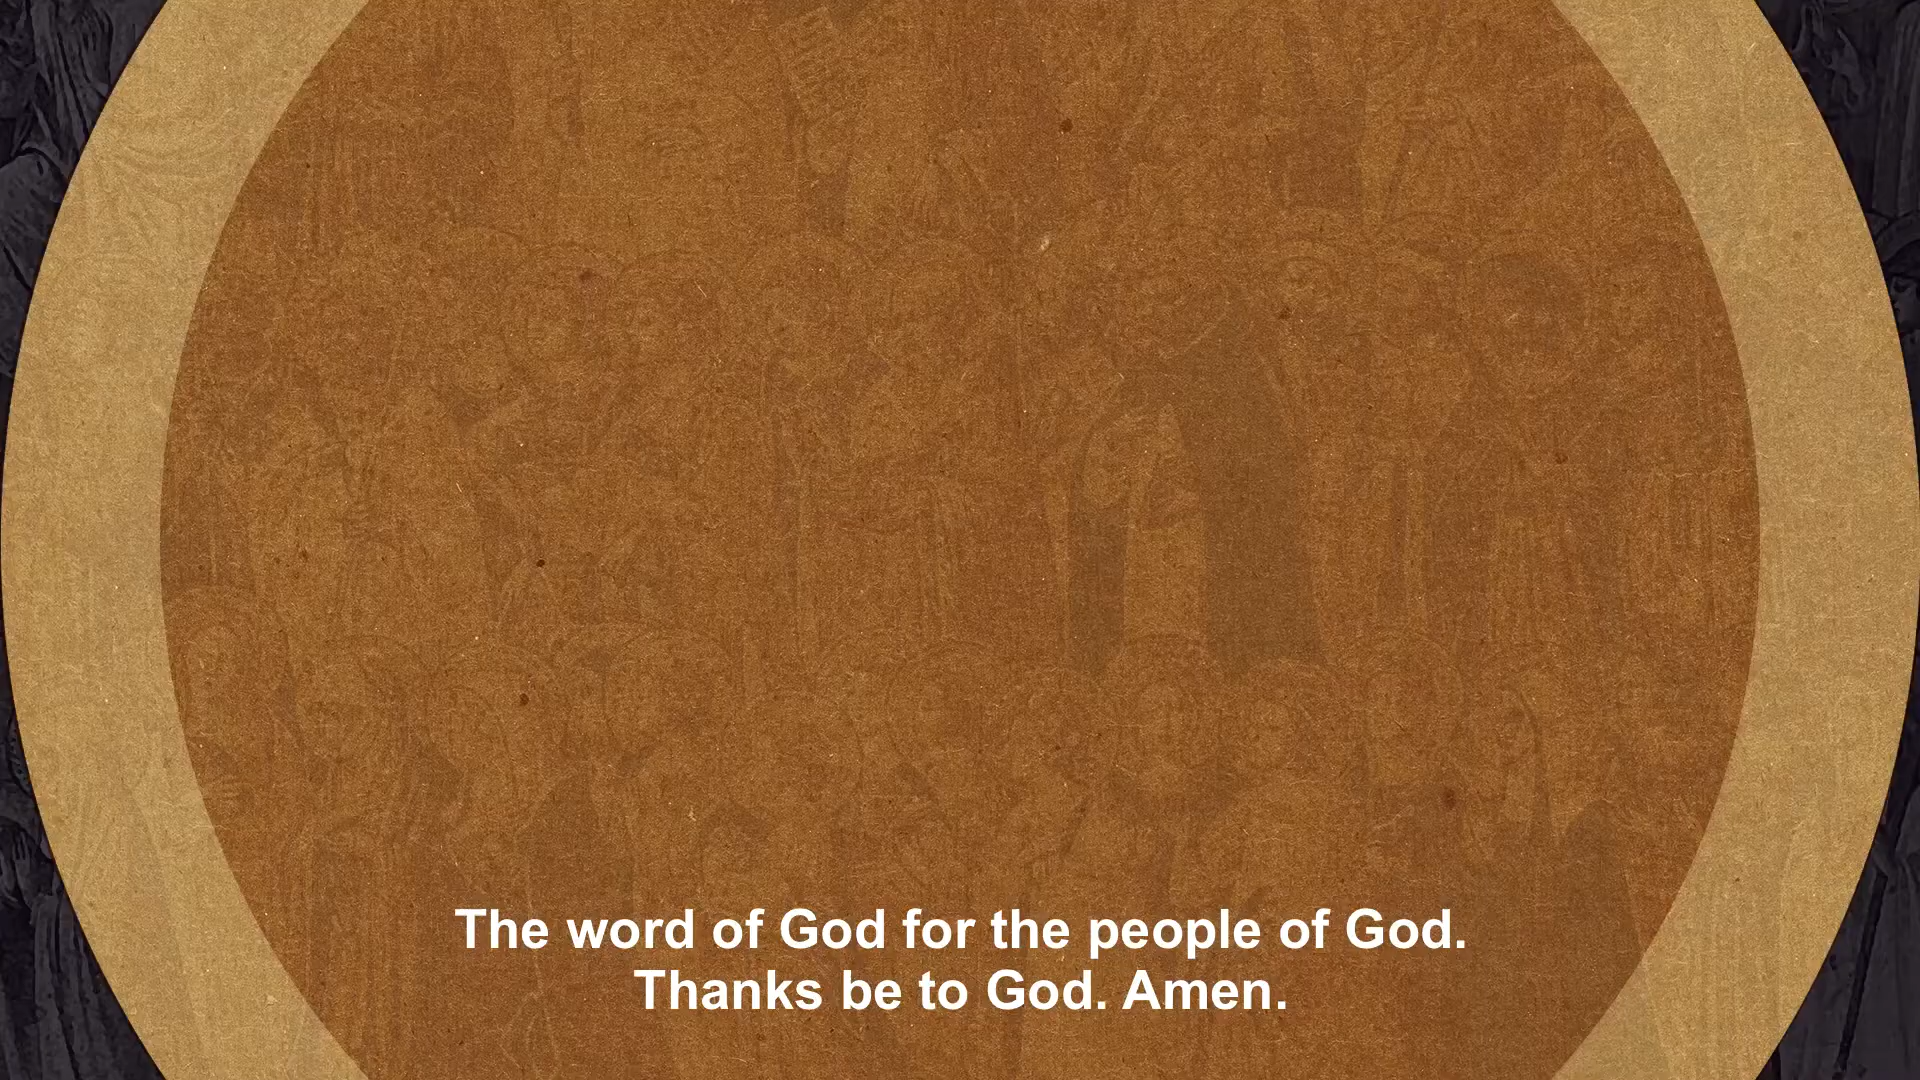 The word of God for the people of God.
Thanks be to God. Amen.